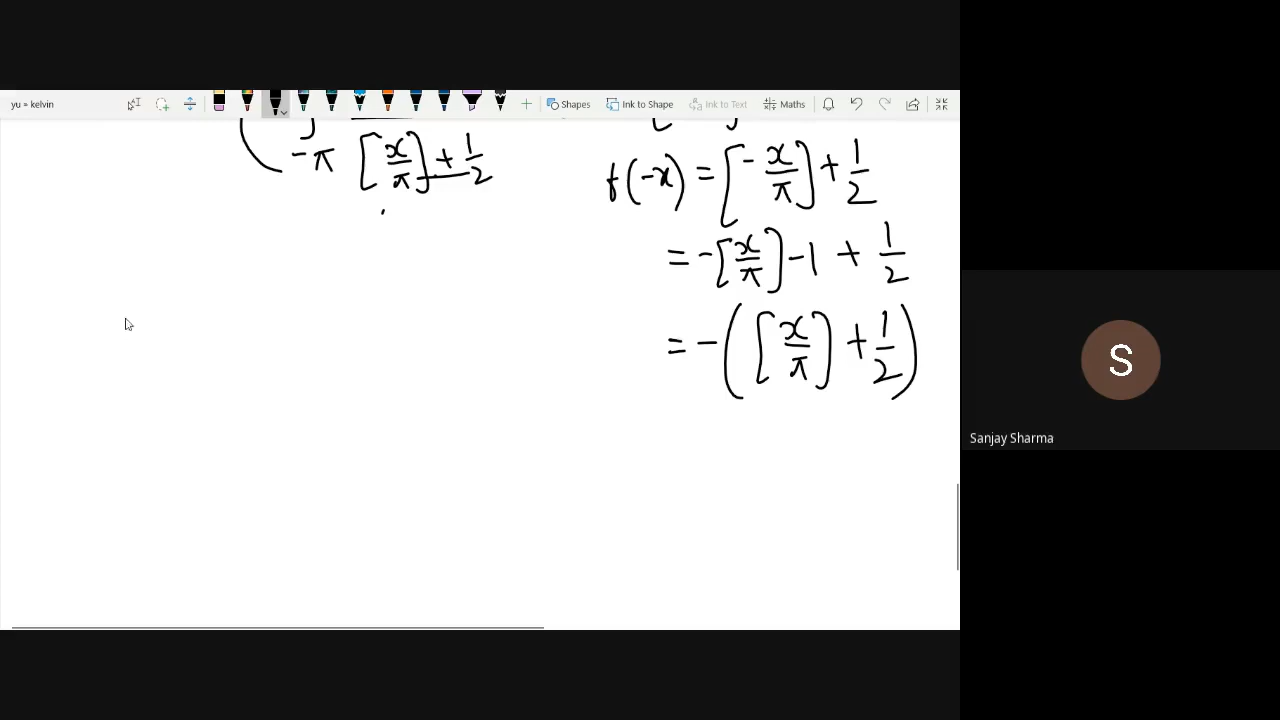 yu = kelvin
Shapes Ink to Shape Ink to Text Maths
-π [x/π] + 1/2
f(-x) = [-x/π] + 1/2
= -[x/π] - 1 + 1/2
= -([x/π] + 1/2)
S
Sanjay Sharma